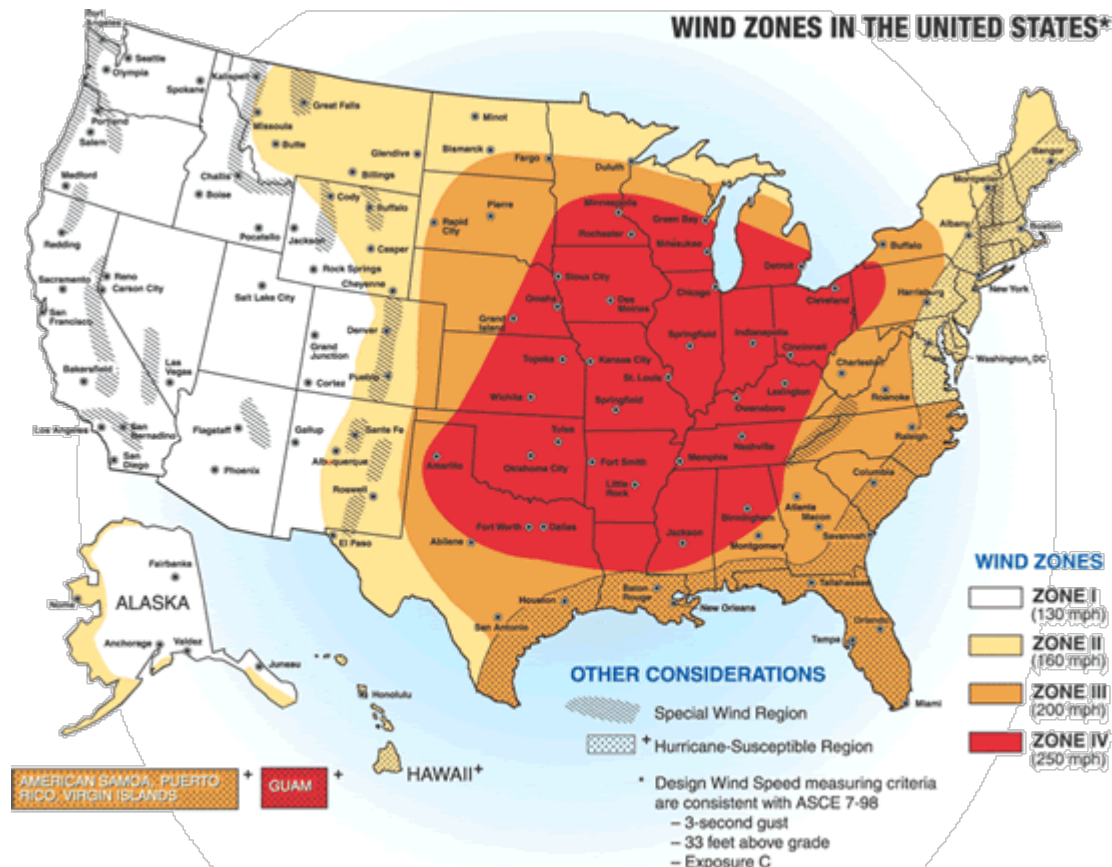 WIND ZONES IN THE UNITED STATES*
Port
Angeles
Seattle
Olympia
Spokane
Portland
Salem
Medford
Kalispell
Great Falls
Missoula
Butte
Glendive
Billings
Challis
Boise
Pocatello
Cody
Buffalo
Jackson
Casper
Rock Springs
Cheyenne
Redding
Sacramento
Reno
Carson City
San
Francisco
Bakersfield
Las
Vegas
Los Angeles
San
Bernadino
San
Diego
Salt Lake City
Grand
Junction
Cortez
Denver
Pueblo
Flagstaff
Phoenix
Gallup
Sante Fe
Albuquerque
Roswell
El Paso
Minot
Bismarck
Fargo
Duluth
Pierre
Rapid
City
Minneapolis
Rochester
Green Bay
Milwaukee
Sioux City
Omaha
Des
Moines
Grand
Island
Chicago
Detroit
Cleveland
Topeka
Kansas City
Springfield
Indianapolis
Cincinnati
St. Louis
Wichita
Springfield
Owensboro
Lexington
Charleston
Roanoke
Raleigh
Tulsa
Oklahoma City
Amarillo
Fort Smith
Little
Rock
Memphis
Nashville
Columbia
Atlanta
Macon
Savannah
Birmingham
Montgomery
Jackson
Fort Worth
Dallas
Abilene
Houston
San Antonio
Baton
Rouge
New Orleans
Tallahassee
Orlando
Tampa
Miami
Buffalo
Albany
Montpelier
Bangor
Boston
New York
Harrisburg
Washington, DC
Fairbanks
Nome
ALASKA
Anchorage
Valdez
Juneau
Honolulu
HAWAII+
AMERICAN SAMOA, PUERTO
RICO, VIRGIN ISLANDS
+
GUAM
+
OTHER CONSIDERATIONS
Special Wind Region
+ Hurricane-Susceptible Region
* Design Wind Speed measuring criteria
are consistent with ASCE 7-98
– 3-second gust
– 33 feet above grade
– Exposure C
WIND ZONES
ZONE I
(130 mph)
ZONE II
(160 mph)
ZONE III
(200 mph)
ZONE IV
(250 mph)